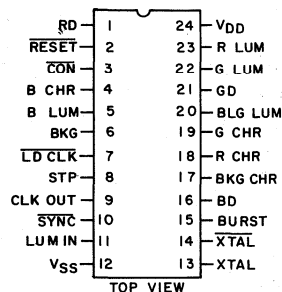 RD 1 24 VDD
RESET 2 23 R LUM
CON 3 22 G LUM
B CHR 4 21 GD
B LUM 5 20 BLG LUM
BKG 6 19 G CHR
LD CLK 7 18 R CHR
STP 8 17 BKG CHR
CLK OUT 9 16 BD
SYNC 10 15 BURST
LUM IN 11 14 XTAL
VSS 12 13 XTAL
TOP VIEW